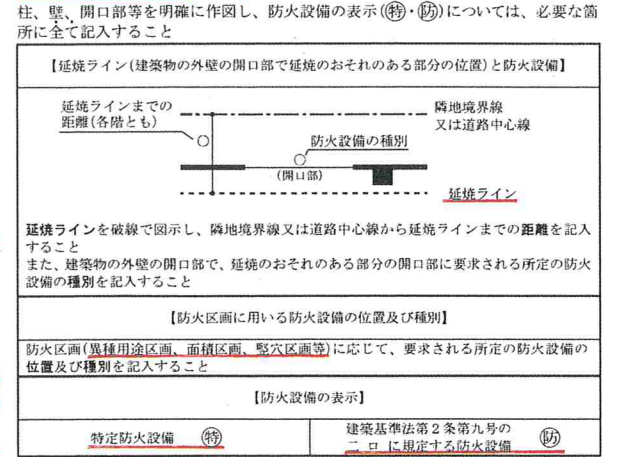 柱、壁、開口部等を明確に作図し、防火設備の表示(特・防)については、必要な箇
所に全て記入すること
【延焼ライン(建築物の外壁の開口部で延焼のおそれのある部分の位置)と防火設備】
延焼ラインまでの
距離(各階とも)
隣地境界線
又は道路中心線
防火設備の種別
(開口部)
延焼ライン
延焼ラインを破線で図示し、隣地境界線又は道路中心線から延焼ラインまでの距離を記入
すること
また、建築物の外壁の開口部で、延焼のおそれのある部分の開口部に要求される所定の防火
設備の種別を記入すること
【防火区画に用いる防火設備の位置及び種別】
防火区画(異種用途区画、面積区画、竪穴区画等)に応じて、要求される所定の防火設備の
位置及び種別を記入すること
【防火設備の表示】
特定防火設備 特
建築基準法第2条第九号の
二 ロ に規定する防火設備 防